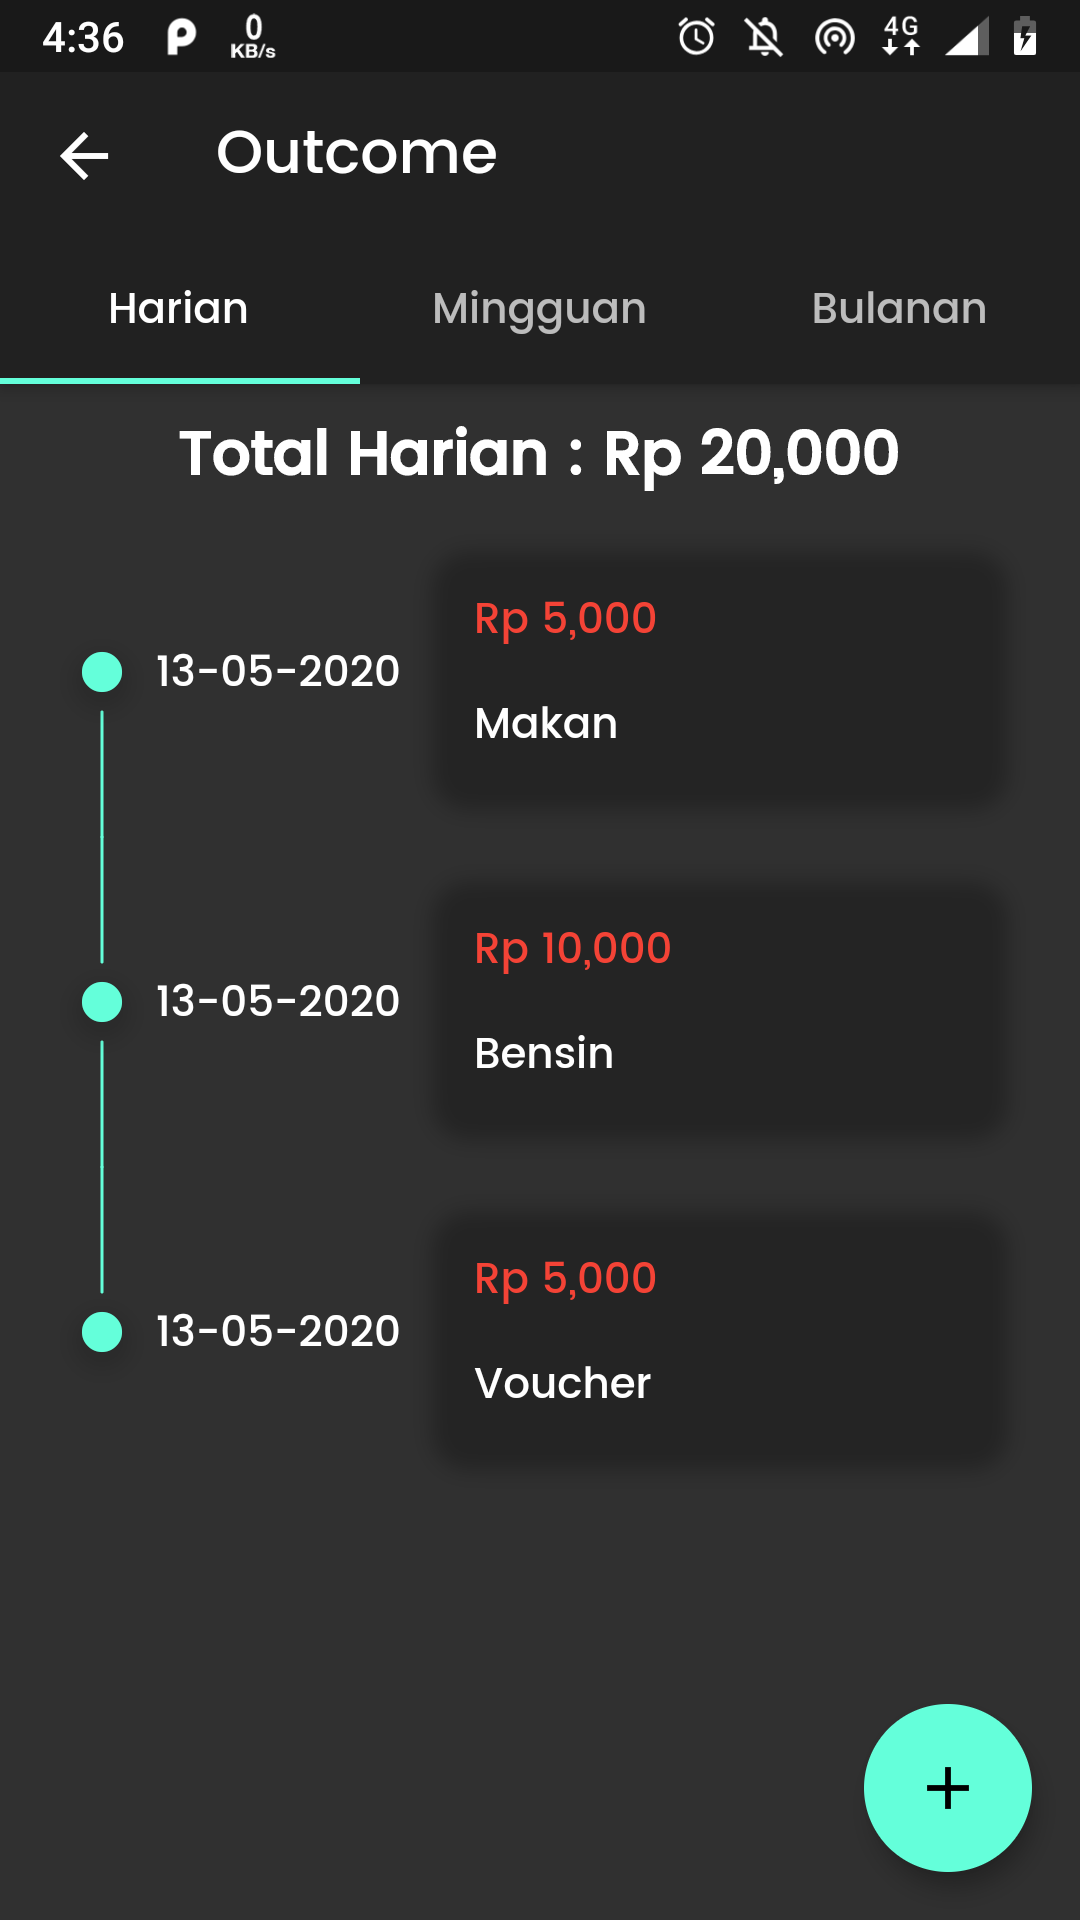 4:36
0
KB/s
4G
Outcome
Harian Mingguan Bulanan
Total Harian : Rp 20,000
Rp 5,000
13-05-2020
Makan
Rp 10,000
13-05-2020
Bensin
Rp 5,000
13-05-2020
Voucher
+